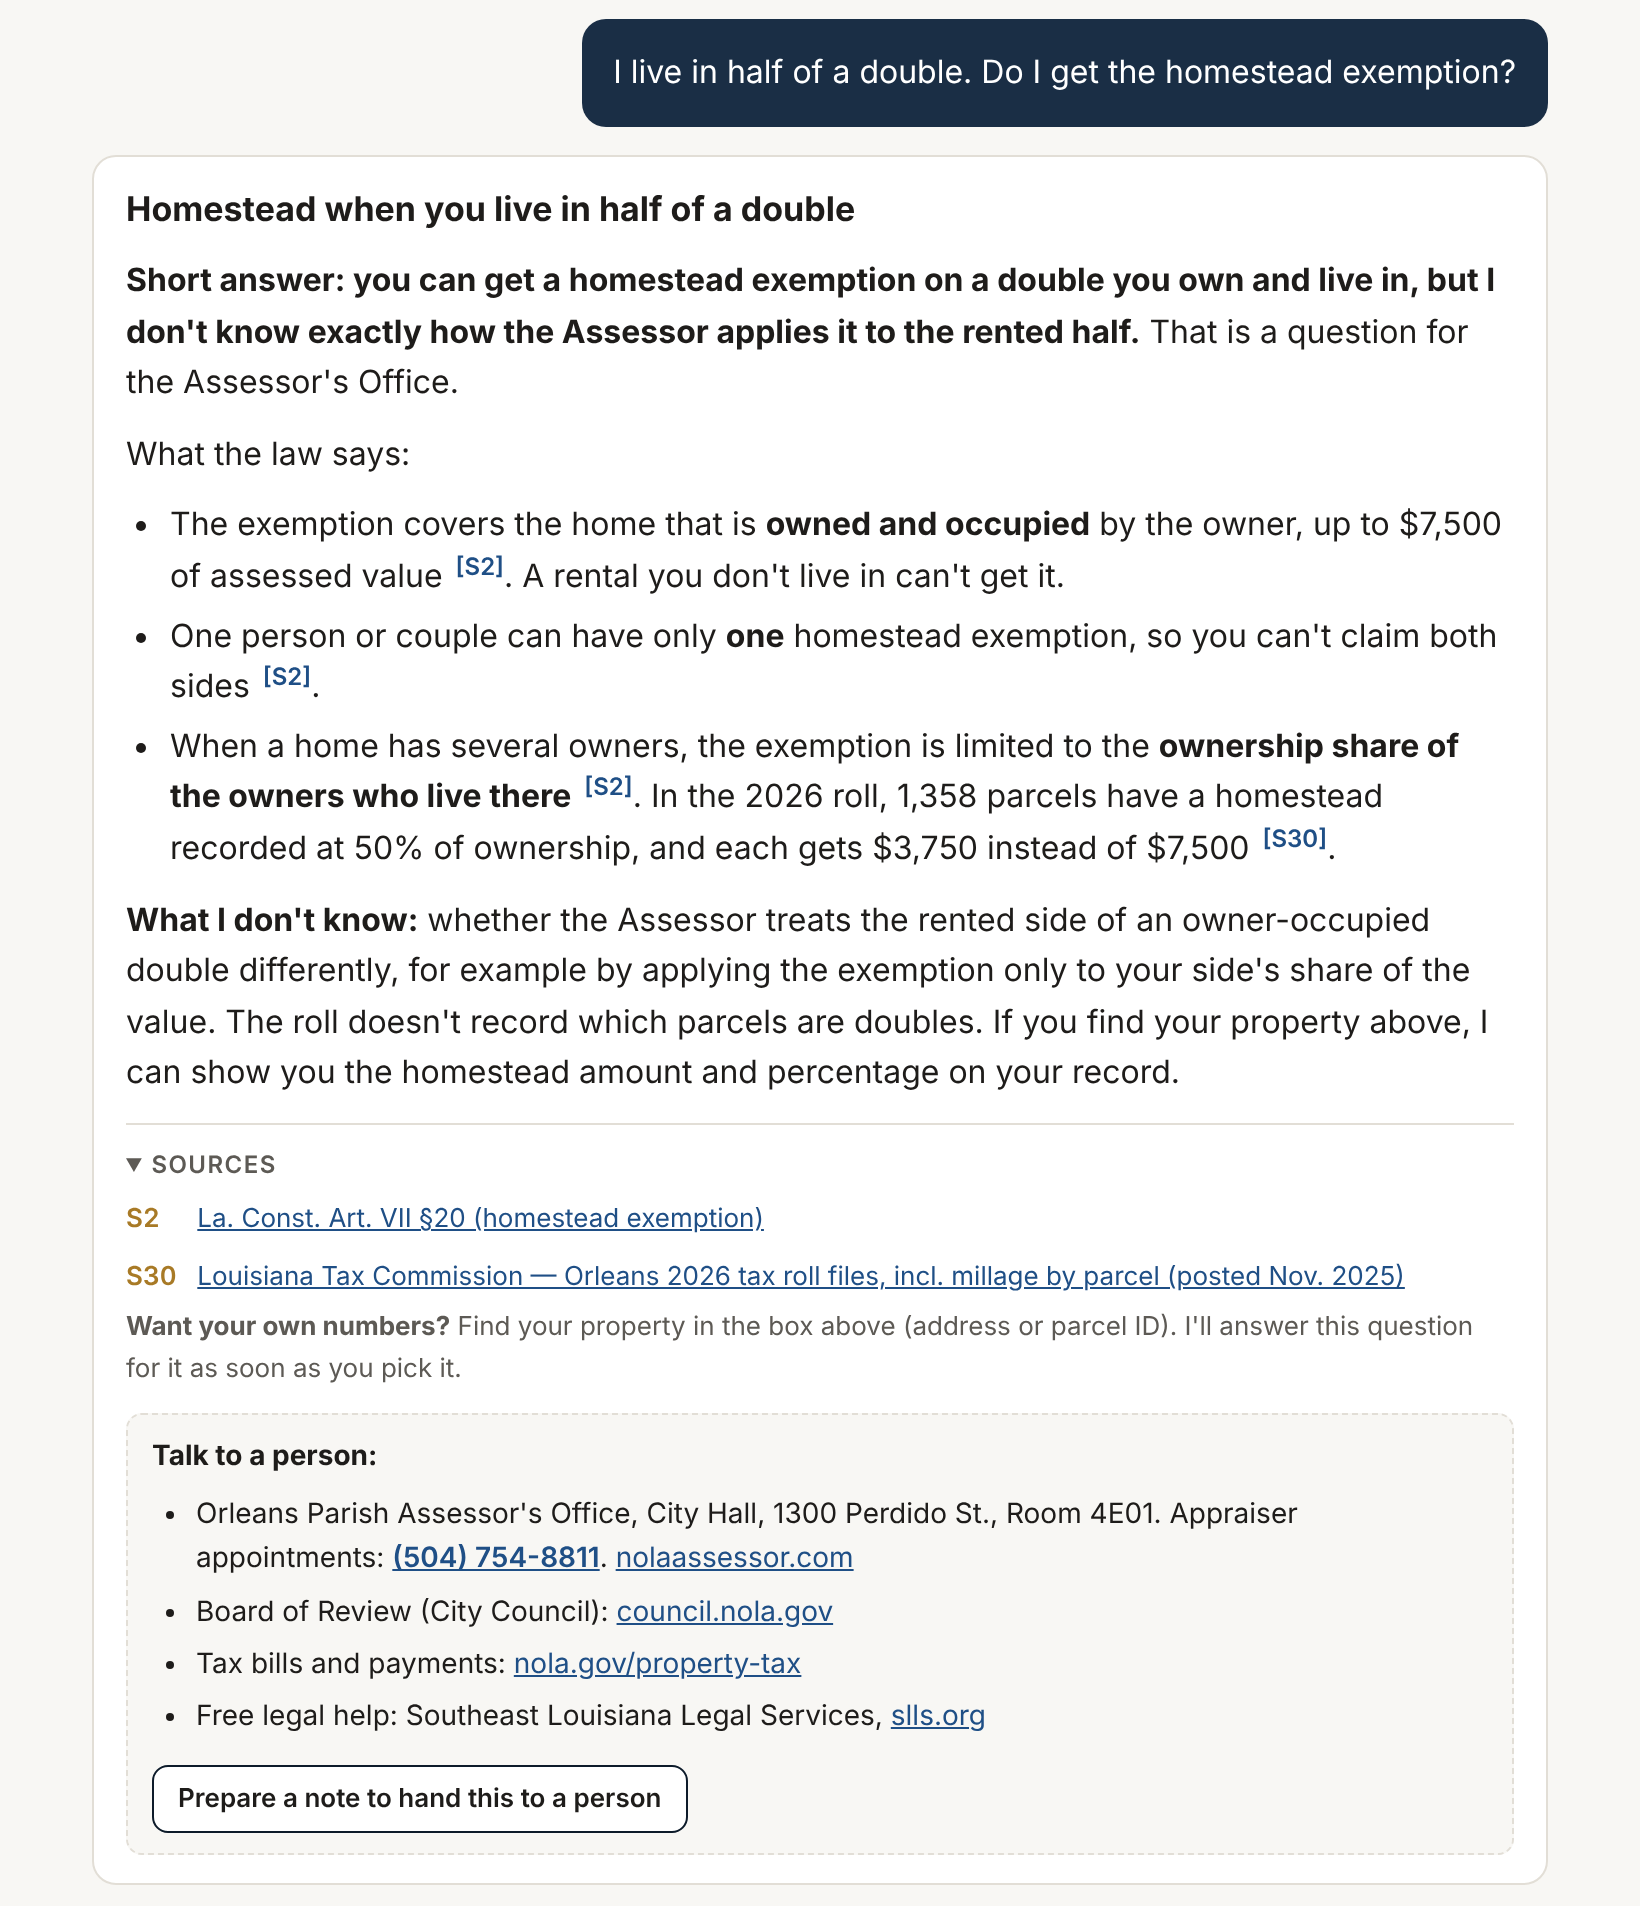 I live in half of a double. Do I get the homestead exemption?
Homestead when you live in half of a double
Short answer: you can get a homestead exemption on a double you own and live in, but I
don't know exactly how the Assessor applies it to the rented half. That is a question for
the Assessor's Office.
What the law says:
• The exemption covers the home that is owned and occupied by the owner, up to $7,500
of assessed value [S2]. A rental you don't live in can't get it.
• One person or couple can have only one homestead exemption, so you can't claim both
sides [S2].
• When a home has several owners, the exemption is limited to the ownership share of
the owners who live there [S2]. In the 2026 roll, 1,358 parcels have a homestead
recorded at 50% of ownership, and each gets $3,750 instead of $7,500 [S30].
What I don't know: whether the Assessor treats the rented side of an owner-occupied
double differently, for example by applying the exemption only to your side's share of the
value. The roll doesn't record which parcels are doubles. If you find your property above, I
can show you the homestead amount and percentage on your record.
▼ SOURCES
S2 La. Const. Art. VII §20 (homestead exemption)
S30 Louisiana Tax Commission — Orleans 2026 tax roll files, incl. millage by parcel (posted Nov. 2025)
Want your own numbers? Find your property in the box above (address or parcel ID). I'll answer this question
for it as soon as you pick it.
Talk to a person:
• Orleans Parish Assessor's Office, City Hall, 1300 Perdido St., Room 4E01. Appraiser
appointments: (504) 754-8811. nolaassessor.com
• Board of Review (City Council): council.nola.gov
• Tax bills and payments: nola.gov/property-tax
• Free legal help: Southeast Louisiana Legal Services, slls.org
Prepare a note to hand this to a person